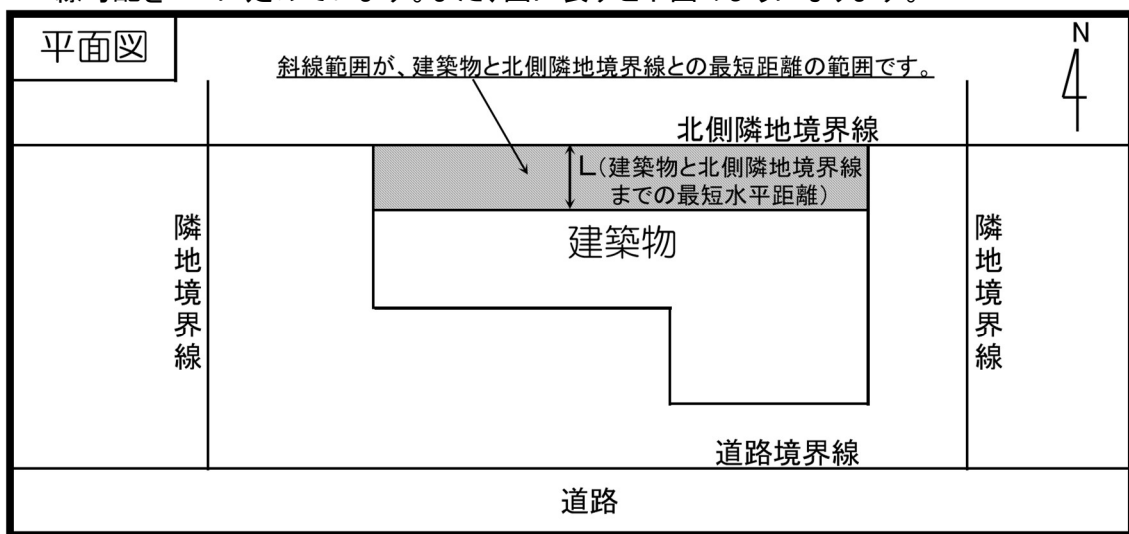 平面図
斜線範囲が、建築物と北側隣地境界線との最短距離の範囲です。
N
北側隣地境界線
L(建築物と北側隣地境界線
までの最短水平距離)
建築物
隣地境界線
隣地境界線
道路境界線
道路